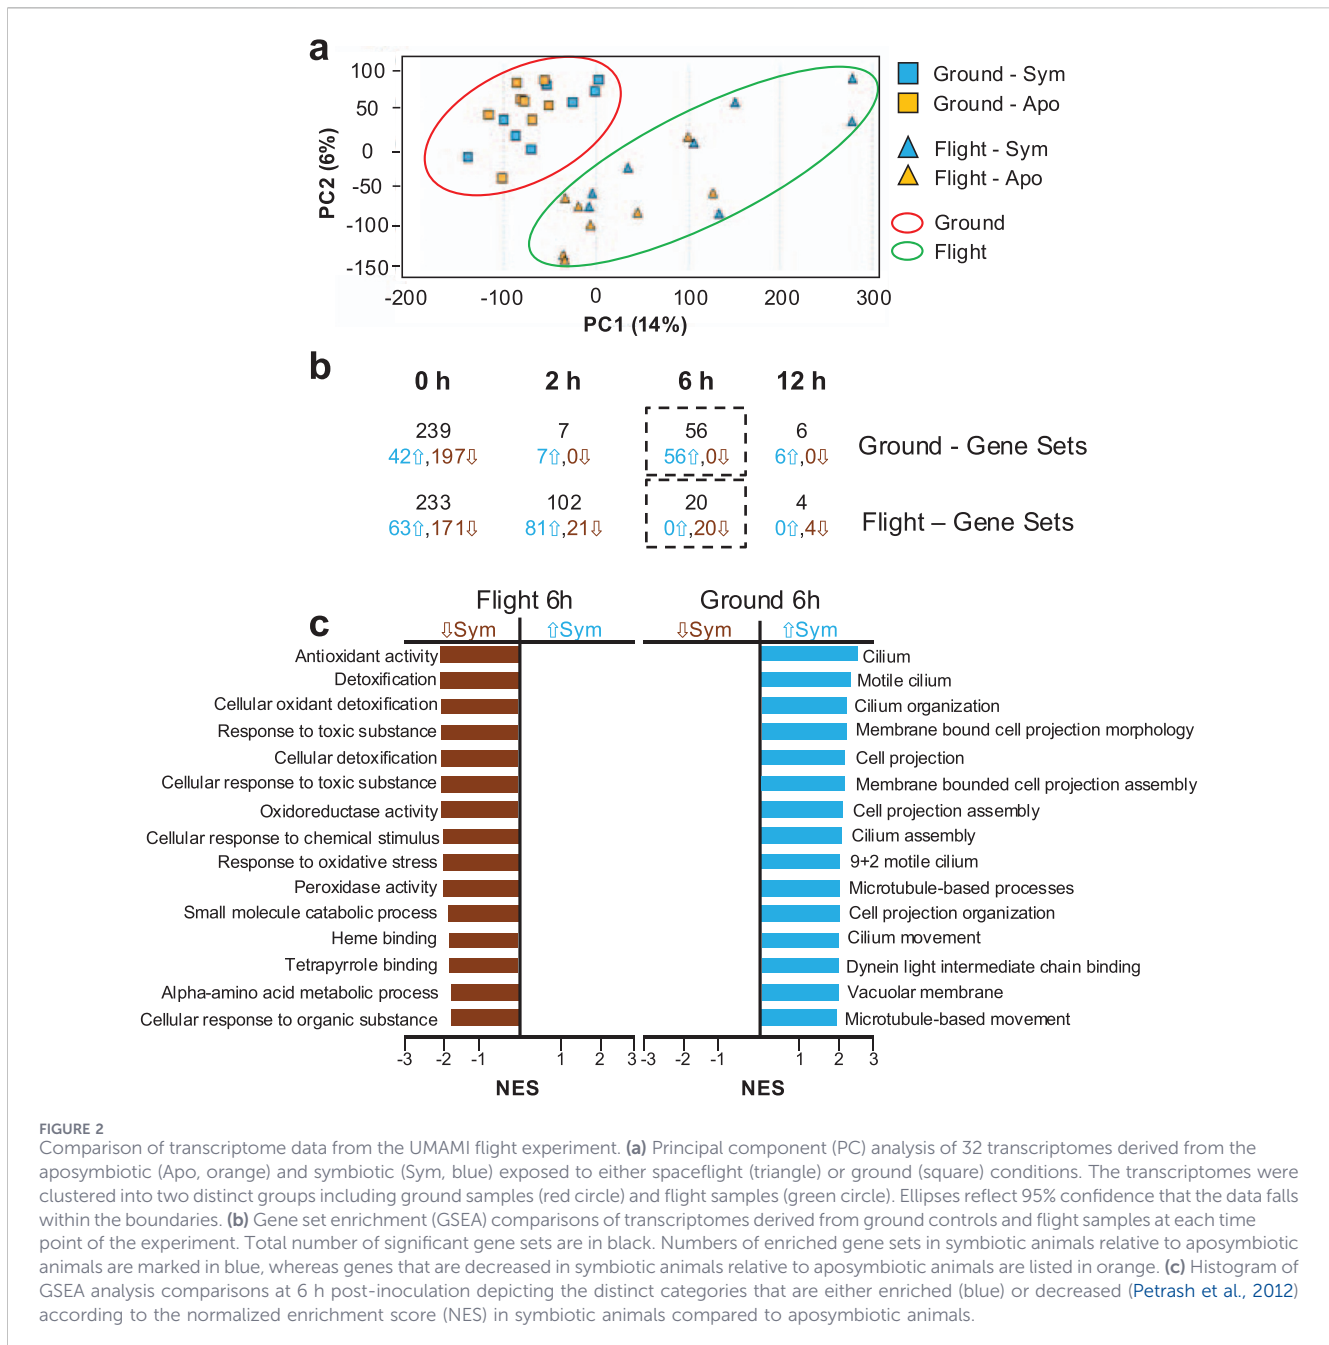 a
100
50
0
-50
-100
-150
PC2 (6%)
-200 -100 0 100 200 300
PC1 (14%)
Ground - Sym
Ground - Apo
Flight - Sym
Flight - Apo
Ground
Flight
b
0 h 2 h 6 h 12 h
239 7 56 6
42⇧,197⇩ 7⇧,0⇩ 56⇧,0⇩ 6⇧,0⇩ Ground - Gene Sets
233 102 20 4
63⇧,171⇩ 81⇧,21⇩ 0⇧,20⇩ 0⇧,4⇩ Flight – Gene Sets
c
Flight 6h Ground 6h
⇩Sym ⇧Sym ⇩Sym ⇧Sym
Antioxidant activity Cilium
Detoxification Motile cilium
Cellular oxidant detoxification Cilium organization
Response to toxic substance Membrane bound cell projection morphology
Cellular detoxification Cell projection
Cellular response to toxic substance Membrane bounded cell projection assembly
Oxidoreductase activity Cell projection assembly
Cellular response to chemical stimulus Cilium assembly
Response to oxidative stress 9+2 motile cilium
Peroxidase activity Microtubule-based processes
Small molecule catabolic process Cell projection organization
Heme binding Cilium movement
Tetrapyrrole binding Dynein light intermediate chain binding
Alpha-amino acid metabolic process Vacuolar membrane
Cellular response to organic substance Microtubule-based movement
-3 -2 -1 1 2 3 -3 -2 -1 1 2 3
NES NES
FIGURE 2
Comparison of transcriptome data from the UMAMI flight experiment. (a) Principal component (PC) analysis of 32 transcriptomes derived from the
aposymbiotic (Apo, orange) and symbiotic (Sym, blue) exposed to either spaceflight (triangle) or ground (square) conditions. The transcriptomes were
clustered into two distinct groups including ground samples (red circle) and flight samples (green circle). Ellipses reflect 95% confidence that the data falls
within the boundaries. (b) Gene set enrichment (GSEA) comparisons of transcriptomes derived from ground controls and flight samples at each time
point of the experiment. Total number of significant gene sets are in black. Numbers of enriched gene sets in symbiotic animals relative to aposymbiotic
animals are marked in blue, whereas genes that are decreased in symbiotic animals relative to aposymbiotic animals are listed in orange. (c) Histogram of
GSEA analysis comparisons at 6 h post-inoculation depicting the distinct categories that are either enriched (blue) or decreased (Petrash et al., 2012)
according to the normalized enrichment score (NES) in symbiotic animals compared to aposymbiotic animals.